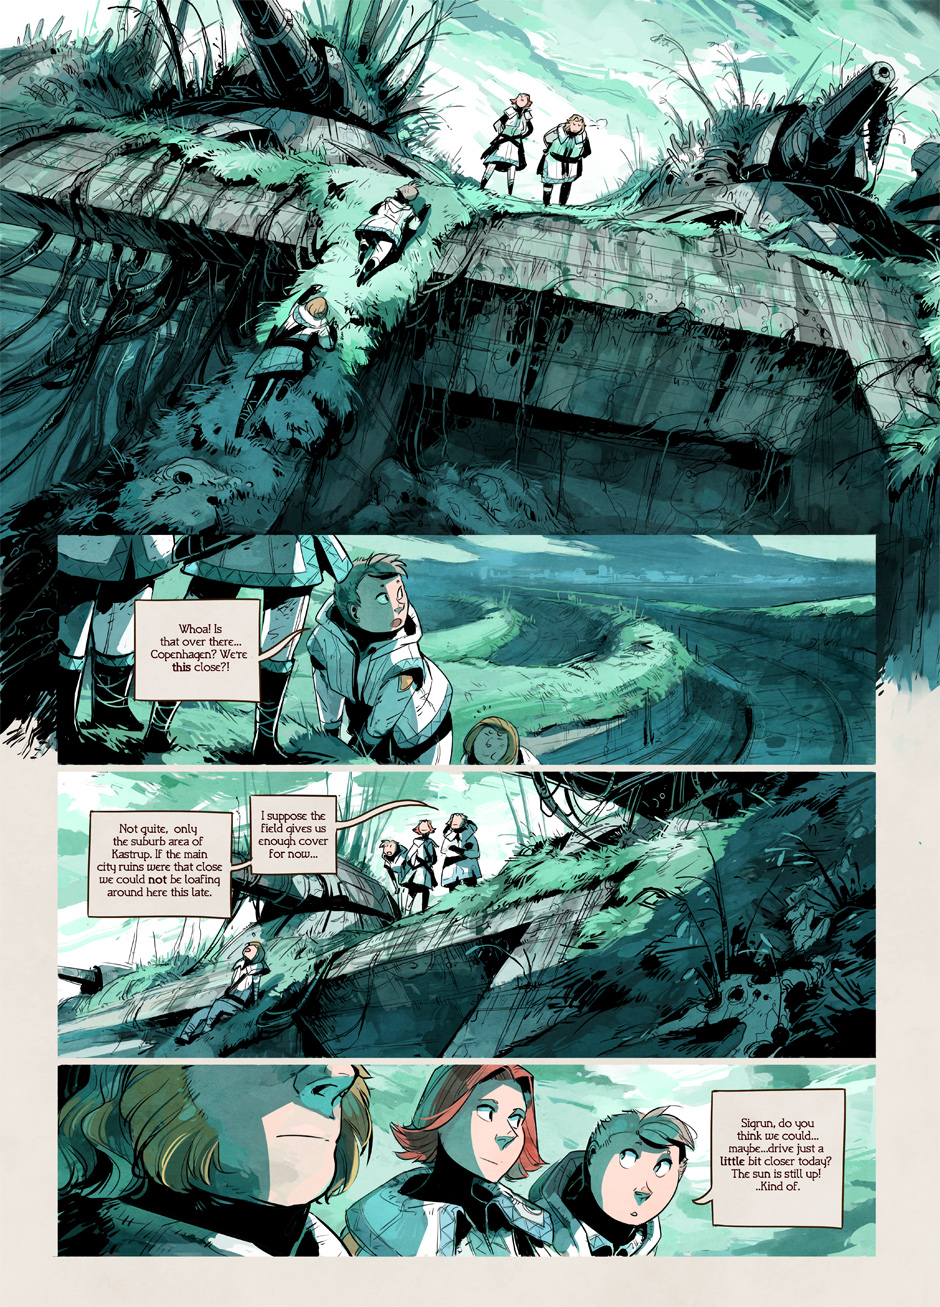 Whoa! Is
that over there...
Copenhagen? We're
this close?!
I suppose the
field gives us
enough cover
for now...
Not quite, only
the suburb area of
Kastrup. If the main
city ruins were that close
we could not be loafing
around here this late.
Sigrun, do you
think we could...
maybe...drive just a
little bit closer today?
The sun is still up!
..Kind of.